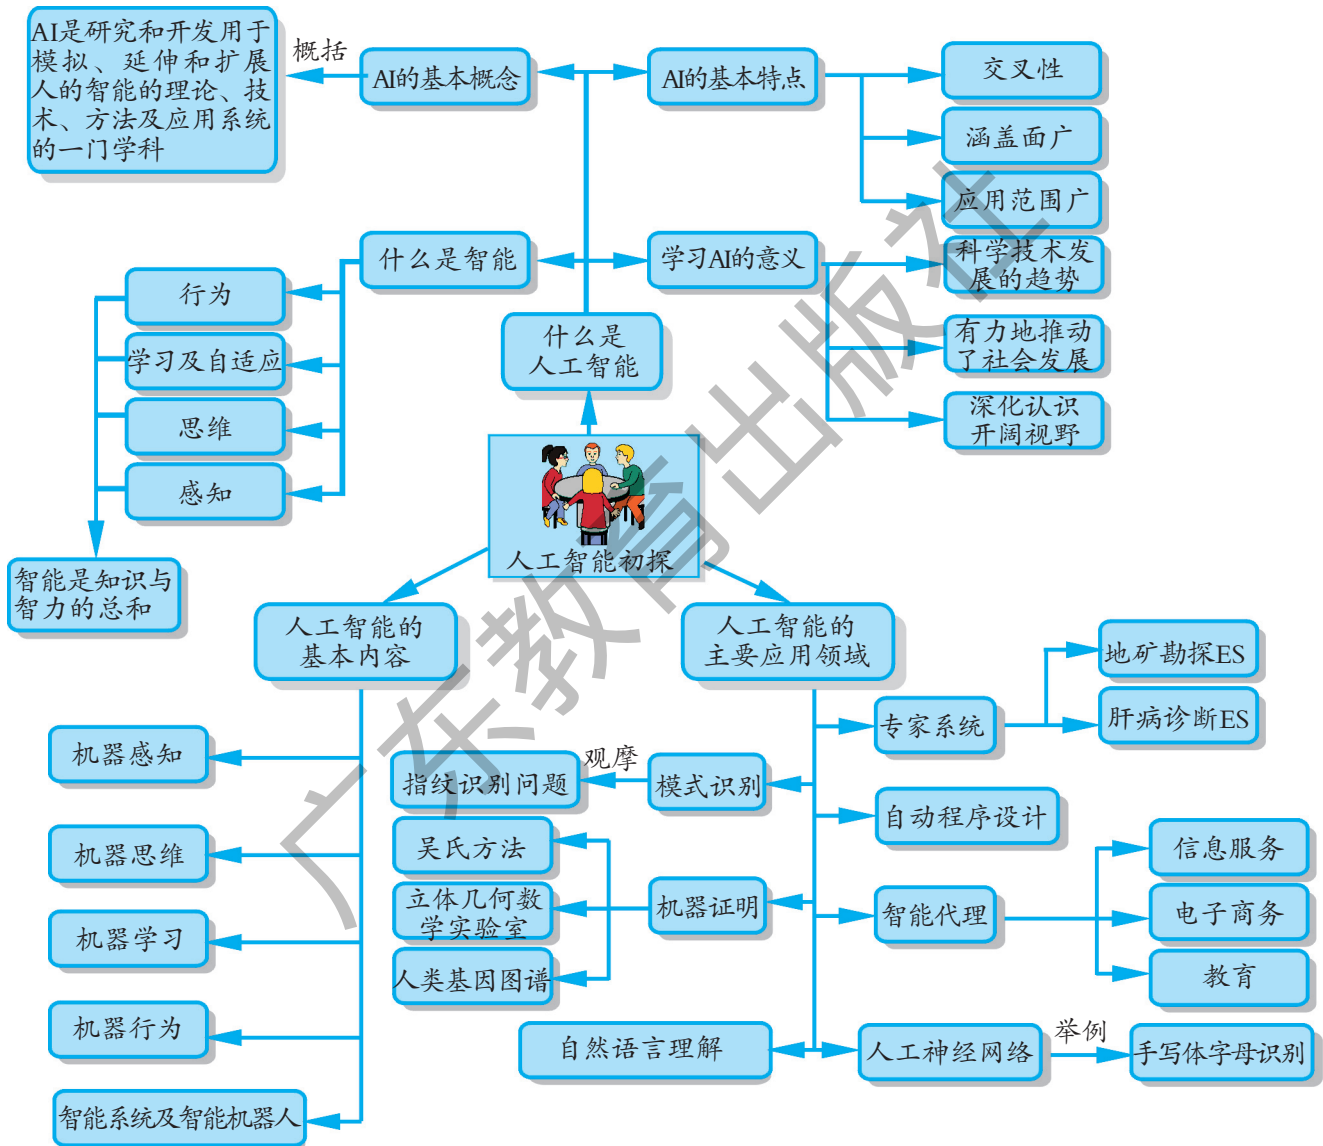 AI是研究和开发用于
模拟、延伸和扩展
人的智能的理论、技
术、方法及应用系统
的一门学科
概括
AI的基本概念
AI的基本特点
交叉性
涵盖面广
应用范围广
什么是智能
学习AI的意义
科学技术发
展的趋势
有力地推动
了社会发展
深化认识
开阔视野
行为
学习及自适应
思维
感知
智能是知识与
智力的总和
什么是
人工智能
人工智能初探
人工智能的
基本内容
人工智能的
主要应用领域
机器感知
机器思维
机器学习
机器行为
智能系统及智能机器人
专家系统
地矿勘探ES
肝病诊断ES
模式识别
观摩
指纹识别问题
自动程序设计
机器证明
吴氏方法
立体几何数
学实验室
人类基因图谱
智能代理
信息服务
电子商务
教育
自然语言理解
人工神经网络
举例
手写体字母识别
广东教育出版社